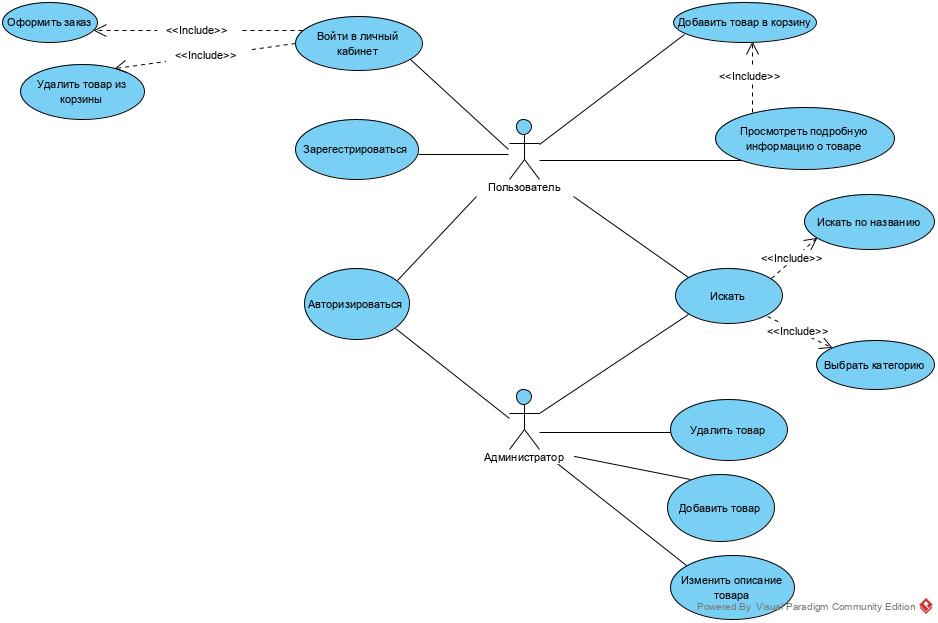 Оформить заказ
<<Include>>
Войти в личный
кабинет
Добавить товар в корзину
<<Include>>
Удалить товар из
корзины
<<Include>>
Зарегестрироваться
Просмотреть подробную
информацию о товаре
Пользователь
Искать по названию
<<Include>>
Авторизироваться
Искать
<<Include>>
Выбрать категорию
Удалить товар
Администратор
Добавить товар
Изменить описание
товара
Powered By Visual Paradigm Community Edition